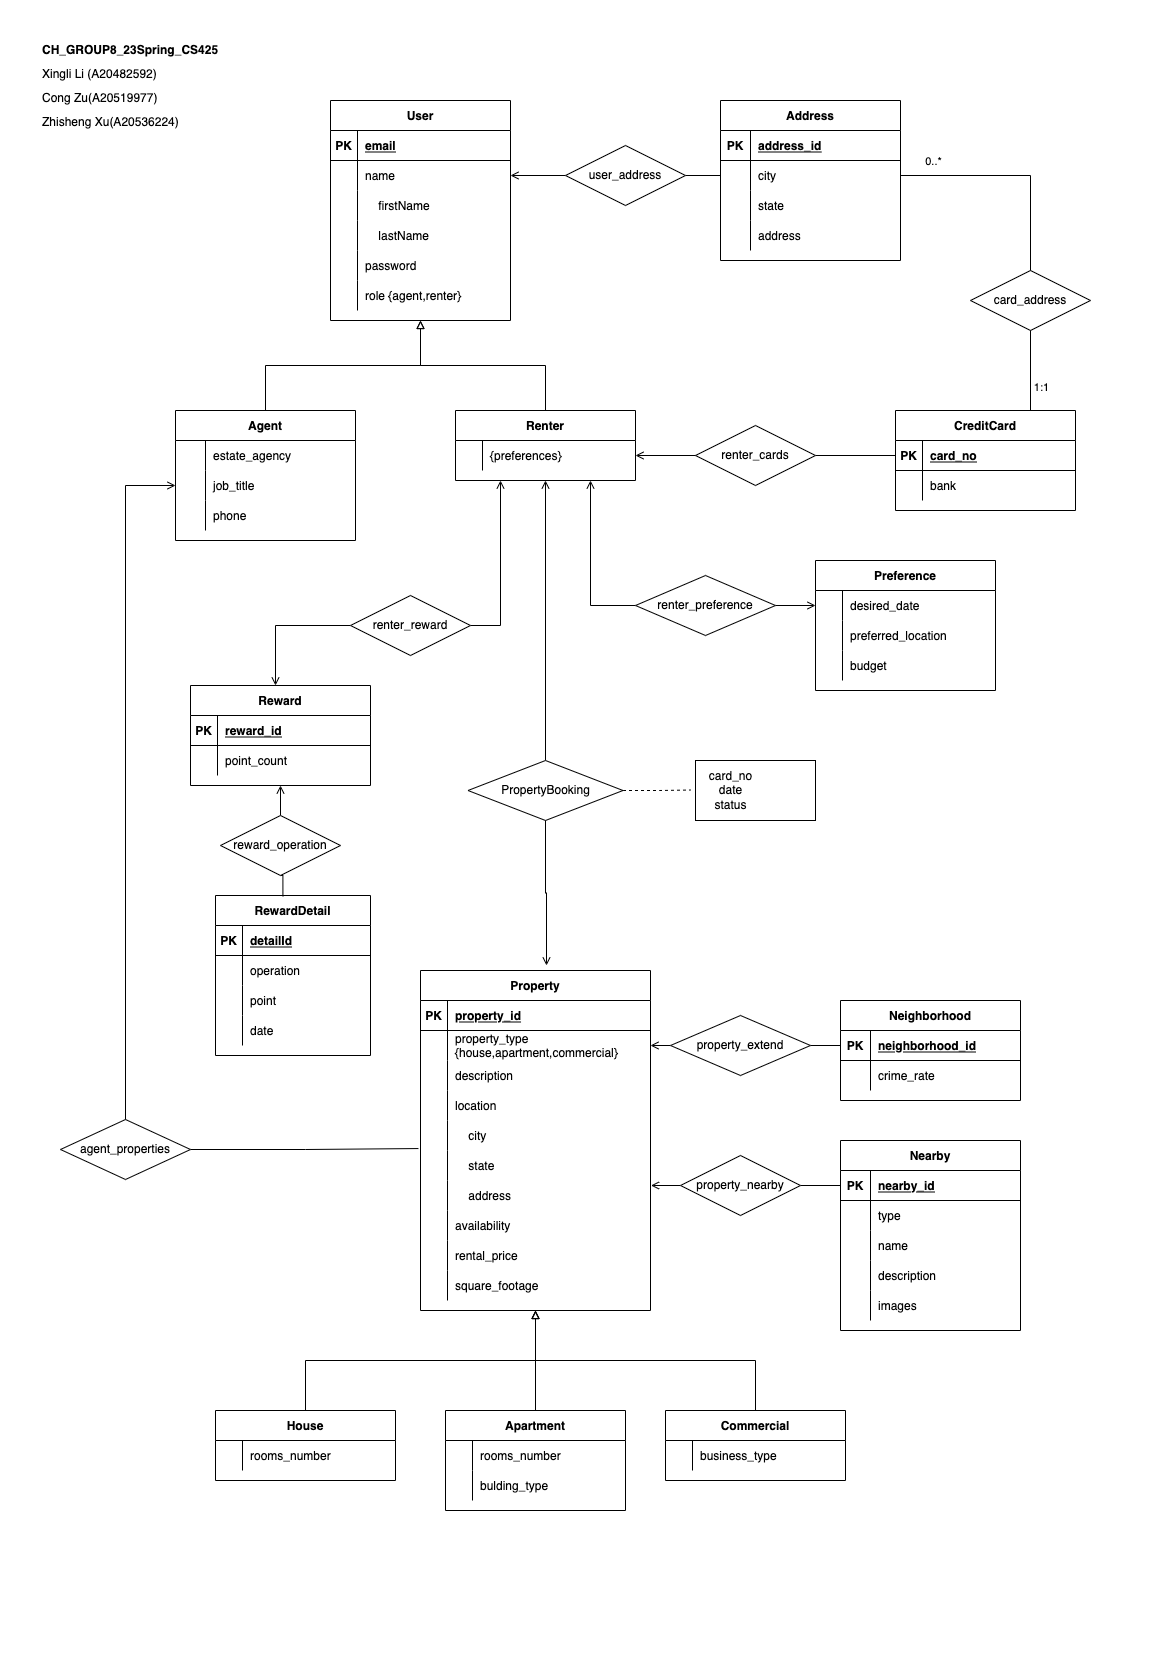 CH_GROUP8_23Spring_CS425
Xingli Li (A20482592)
Cong Zu(A20519977)
Zhisheng Xu(A20536224)
User
PK email
name
firstName
lastName
password
role {agent,renter}
user_address
Address
PK address_id
city
state
address
0..*
card_address
1:1
Agent
estate_agency
job_title
phone
Renter
{preferences}
renter_cards
CreditCard
PK card_no
bank
renter_reward
renter_preference
Preference
desired_date
preferred_location
budget
Reward
PK reward_id
point_count
PropertyBooking
card_no
date
status
reward_operation
RewardDetail
PK detailId
operation
point
date
agent_properties
Property
PK property_id
property_type
{house,apartment,commercial}
description
location
city
state
address
availability
rental_price
square_footage
property_extend
Neighborhood
PK neighborhood_id
crime_rate
property_nearby
Nearby
PK nearby_id
type
name
description
images
House
rooms_number
Apartment
rooms_number
bulding_type
Commercial
business_type